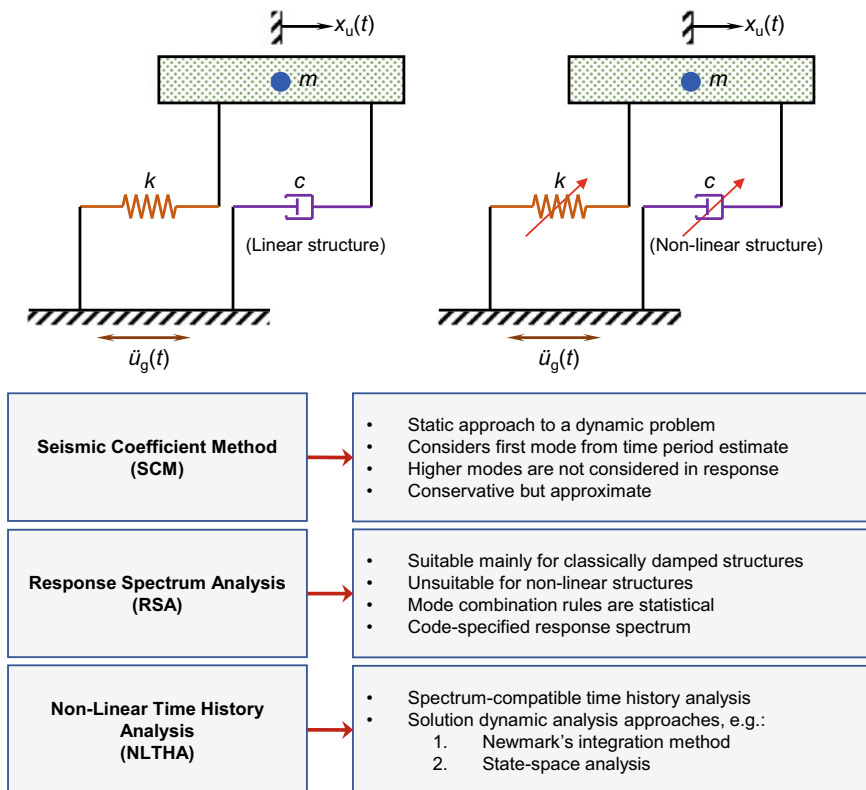 xᵤ(t)
m
k
c
(Linear structure)
ü_g(t)
xᵤ(t)
m
k
c
(Non-linear structure)
ü_g(t)
Seismic Coefficient Method
(SCM)
• Static approach to a dynamic problem
• Considers first mode from time period estimate
• Higher modes are not considered in response
• Conservative but approximate
Response Spectrum Analysis
(RSA)
• Suitable mainly for classically damped structures
• Unsuitable for non-linear structures
• Mode combination rules are statistical
• Code-specified response spectrum
Non-Linear Time History
Analysis
(NLTHA)
• Spectrum-compatible time history analysis
• Solution dynamic analysis approaches, e.g.:
1. Newmark's integration method
2. State-space analysis